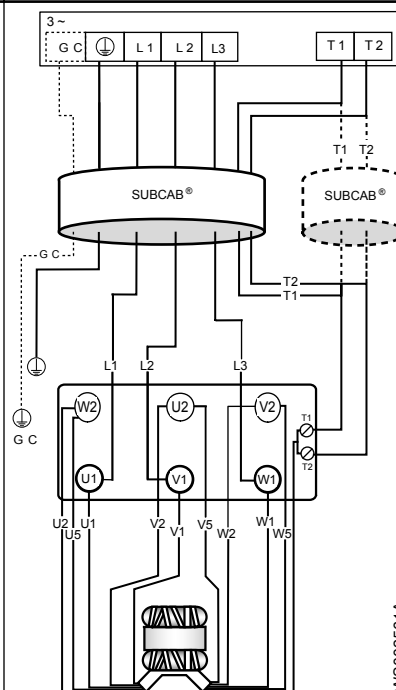 3 ~
G C L 1 L 2 L3 T 1 T 2
T1 T2
SUBCAB® SUBCAB®
G C
T2
T1
L1 L2 L3
W2 U2 V2
T1
T2
U1 V1 W1
G C
U2 U1 V2 V5 W1
U5 V1 W2 W5